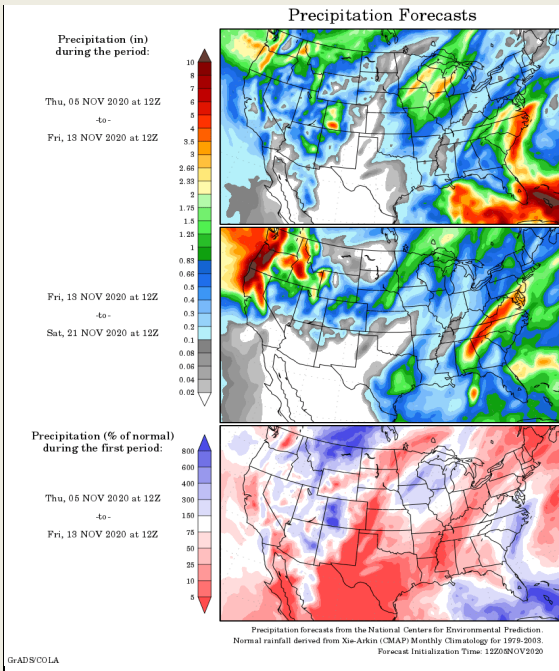 Precipitation Forecasts
Precipitation (in)
during the period:
Thu, 05 NOV 2020 at 12Z
-to-
Fri, 13 NOV 2020 at 12Z
10
9
8
7
6
5
4
3.5
3
2.66
2.33
2
1.75
1.5
1.25
1
0.83
0.66
0.5
0.4
0.3
0.2
0.1
0.08
0.06
0.04
0.02
Fri, 13 NOV 2020 at 12Z
-to-
Sat, 21 NOV 2020 at 12Z
Precipitation (% of normal)
during the first period:
800
600
400
300
150
75
50
25
10
5
Thu, 05 NOV 2020 at 12Z
-to-
Fri, 13 NOV 2020 at 12Z
Precipitation forecasts from the National Centers for Environmental Prediction.
Normal rainfall derived from Xie-Arkin (CMAP) Monthly Climatology for 1979-2003.
Forecast Initialization Time: 12Z05NOV2020
GrADS/COLA